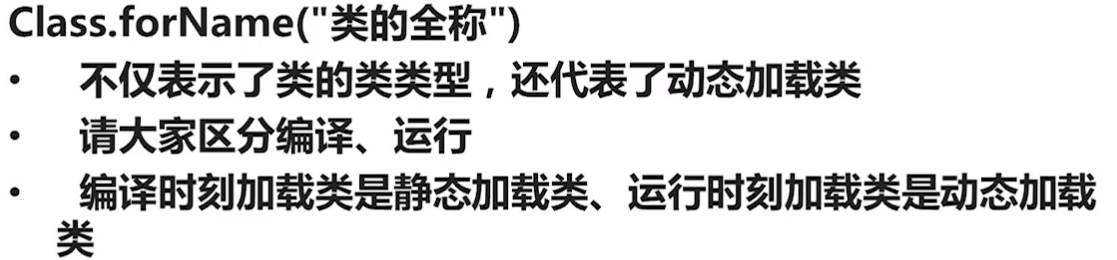 Class.forName("类的全称")
• 不仅表示了类的类类型，还代表了动态加载类
• 请大家区分编译、运行
• 编译时刻加载类是静态加载类、运行时刻加载类是动态加载
类